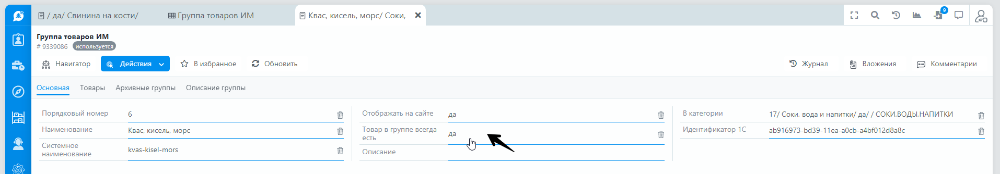 / да/ Свинина на кости/
Группа товаров ИМ
Квас, кисель, морс/ Соки,
9
Группа товаров ИМ
# 9339086 используется
Навигатор
Действия
В избранное
Обновить
Журнал
Вложения
Комментарии
Основная
Товары
Архивные группы
Описание группы
Порядковый номер 6
Наименование Квас, кисель, морс
Системное
наименование
kvas-kisel-mors
Отображать на сайте да
Товар в группе всегда
есть
да
Описание
В категории 17/ Соки, вода и напитки/ да/ / СОКИ,ВОДЫ,НАПИТКИ
Идентификатор 1С ab916973-bd39-11ea-a0cb-a4bf012d8a8c